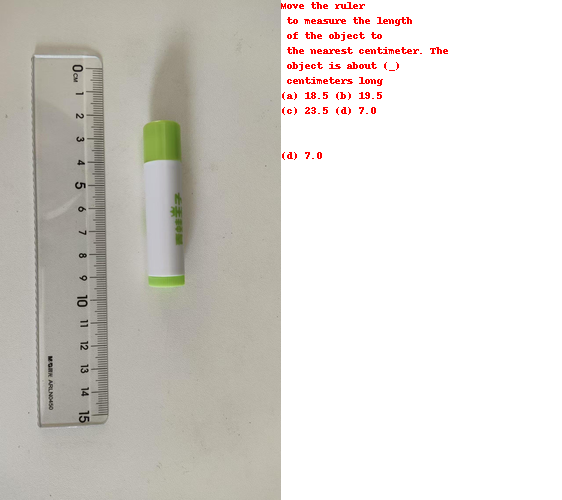 Move the ruler
to measure the length
of the object to
the nearest centimeter. The
object is about (_)
centimeters long
(a) 18.5 (b) 19.5
(c) 23.5 (d) 7.0
(d) 7.0
0 CM
1
2
3
4
5
6
7
8
9
10
11
12
13
14
15
M&G ARLN0450